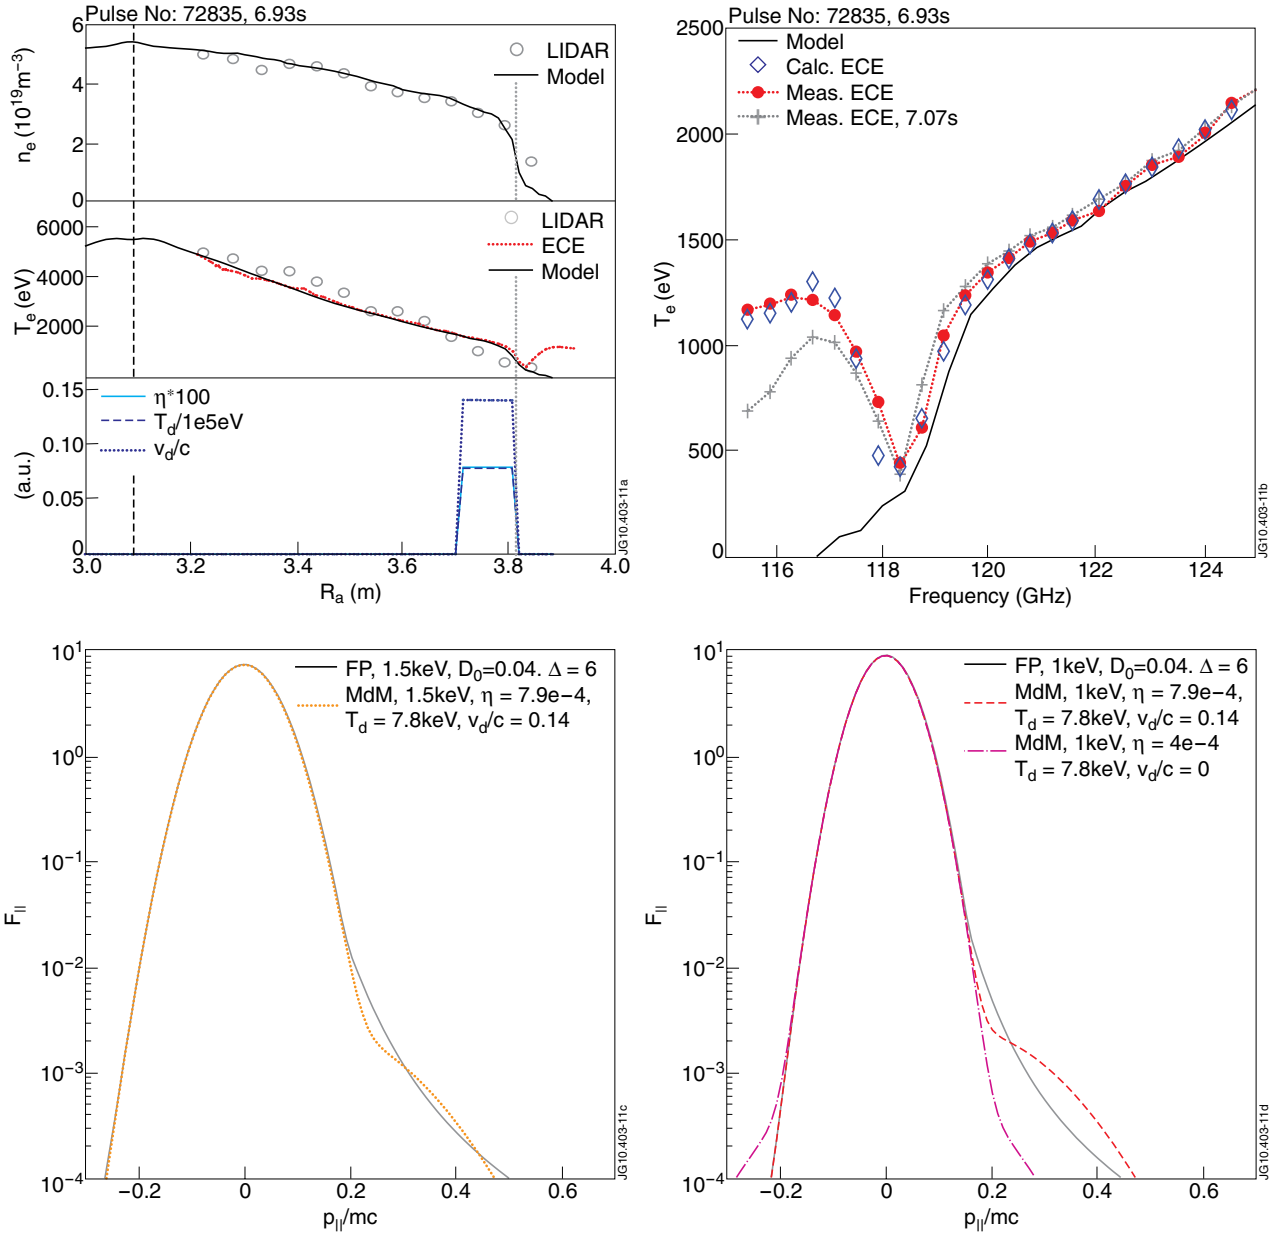 Pulse No: 72835, 6.93s
6
4
2
0
n_e (10^19m^−3)
LIDAR
Model
6000
4000
2000
T_e (eV)
LIDAR
ECE
Model
0.15
0.10
0.05
0
(a.u.)
η*100
T_d/1e5eV
v_d/c
3.0
3.2
3.4
3.6
3.8
4.0
R_a (m)
JG10.403-11a
Pulse No: 72835, 6.93s
2500
2000
1500
1000
500
0
T_e (eV)
Model
Calc. ECE
Meas. ECE
Meas. ECE, 7.07s
116
118
120
122
124
Frequency (GHz)
JG10.403-11b
10^1
10^0
10^−1
10^−2
10^−3
10^−4
F_||
FP, 1.5keV, D_0=0.04. Δ = 6
MdM, 1.5keV, η = 7.9e−4,
T_d = 7.8keV, v_d/c = 0.14
−0.2
0
0.2
0.4
0.6
p_||/mc
JG10.403-11c
10^1
10^0
10^−1
10^−2
10^−3
10^−4
F_||
FP, 1keV, D_0=0.04. Δ = 6
MdM, 1keV, η = 7.9e−4,
T_d = 7.8keV, v_d/c = 0.14
MdM, 1keV, η = 4e−4
T_d = 7.8keV, v_d/c = 0
−0.2
0
0.2
0.4
0.6
p_||/mc
JG10.403-11d